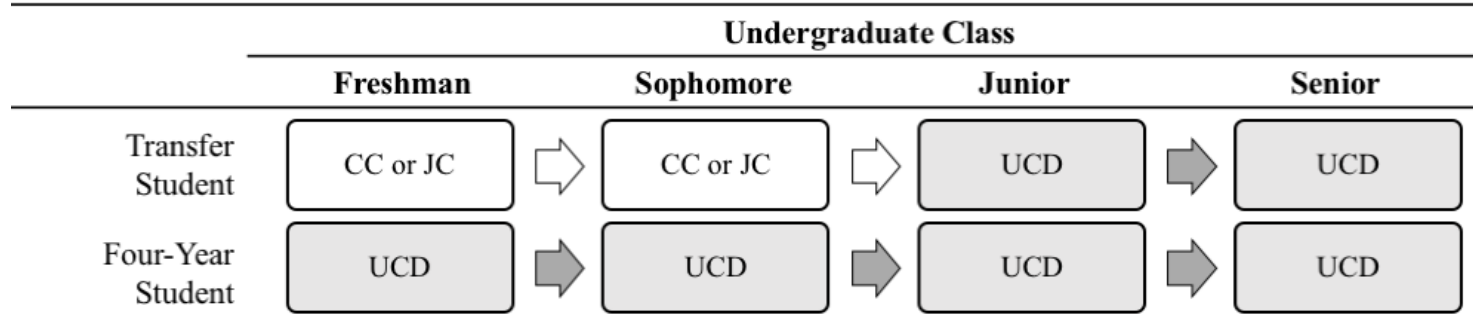 Undergraduate Class
Freshman Sophomore Junior Senior
Transfer
Student
CC or JC CC or JC UCD UCD
Four-Year
Student
UCD UCD UCD UCD